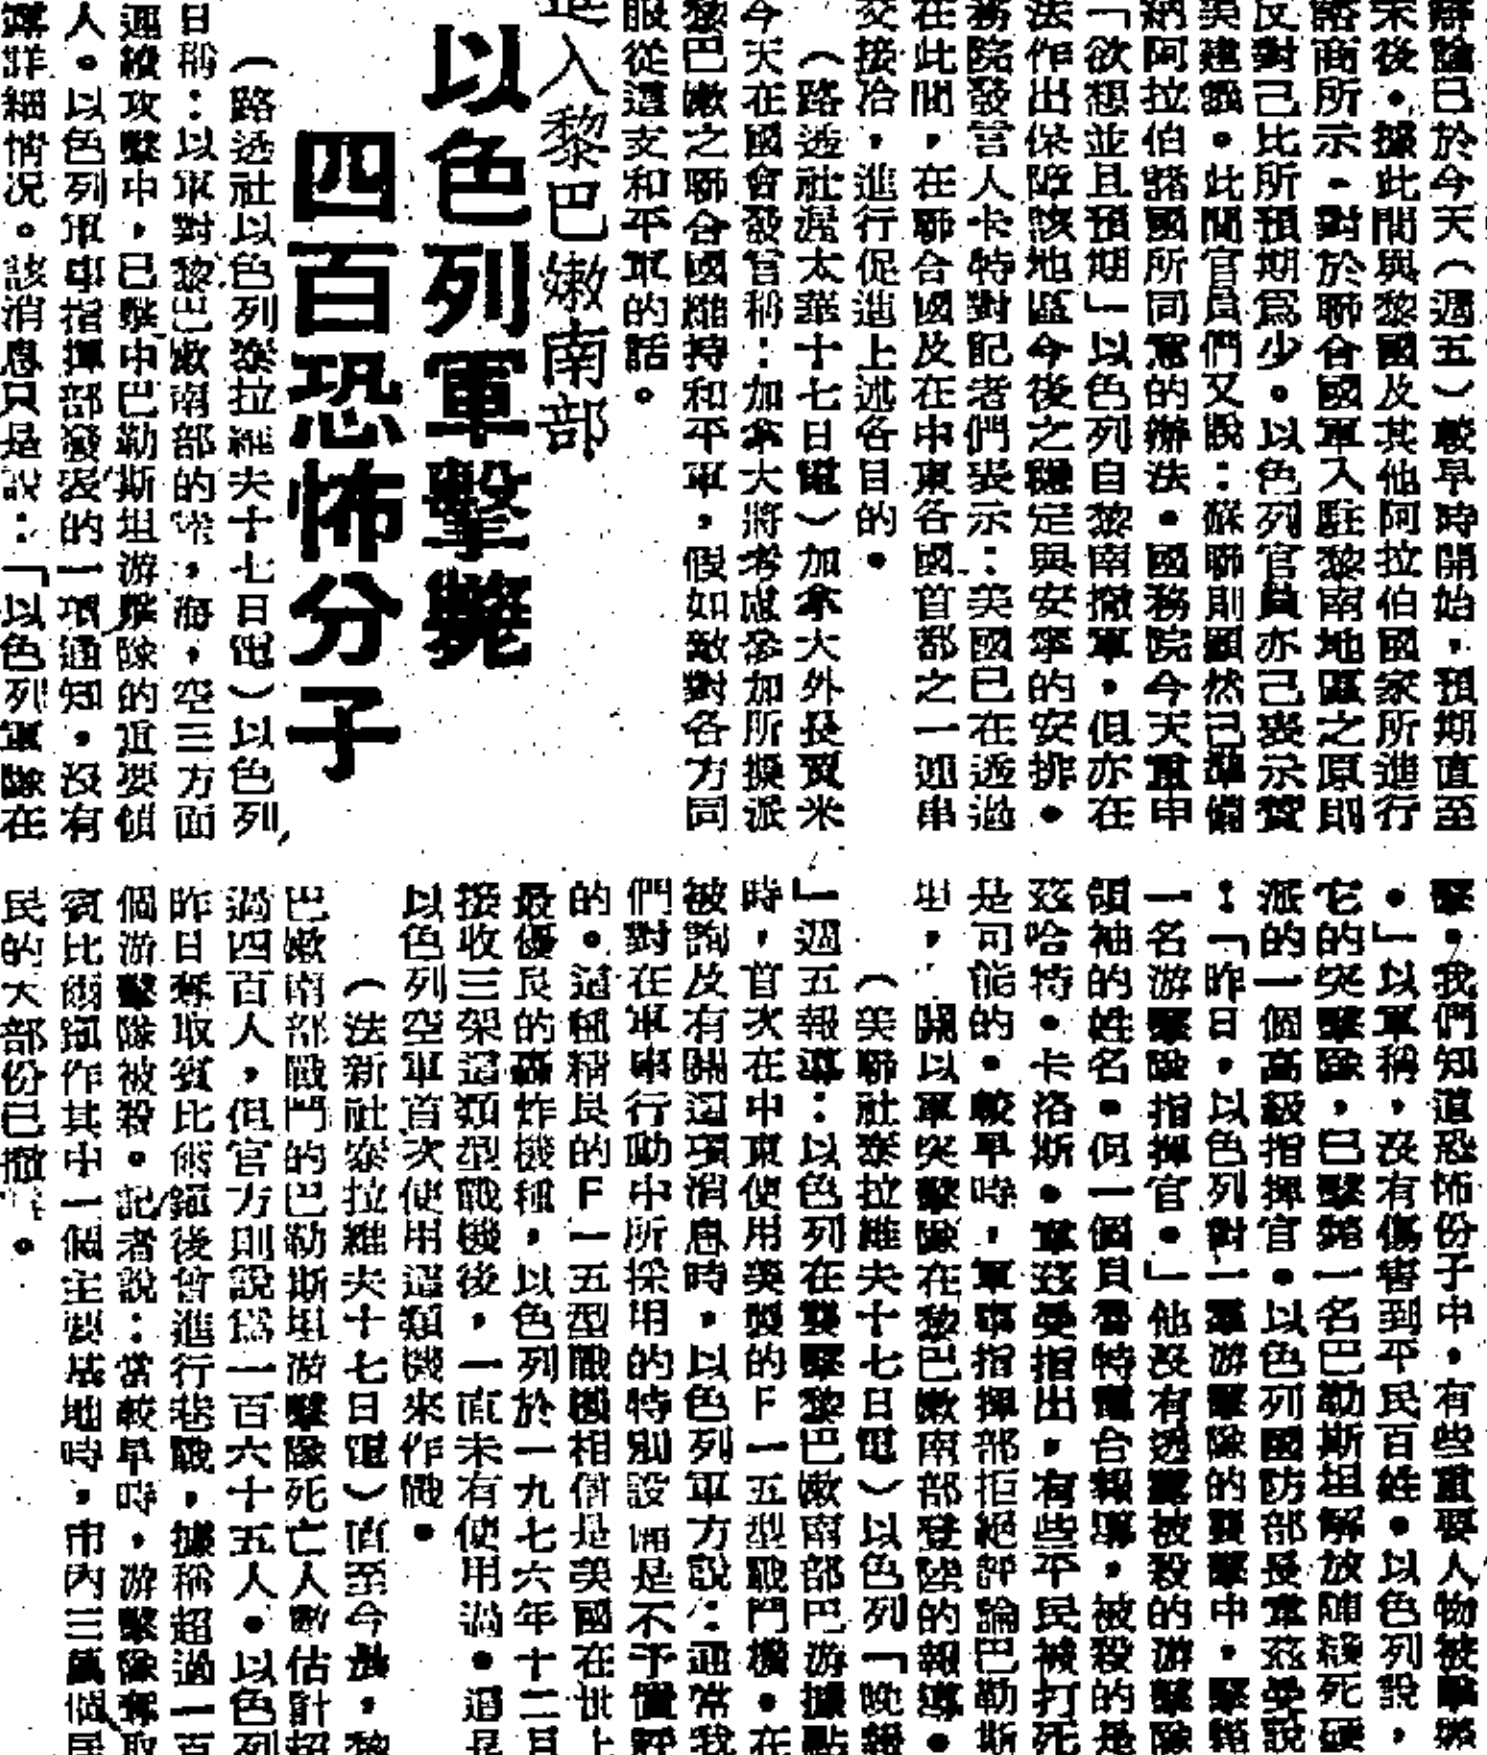 辯論已於今天（週五）較早時開始，預期直至
末後。據此間與黎國及其他阿拉伯國家所進行
諮商所示，對於聯合國軍入駐黎南地區之原則
反對己比所預期為少。以色列官員亦己表示贊
美建議。此間官員們又說：蘇聯則顯然已準備
納阿拉伯諸國所同意的辦法。國務院今天重申
「欲想並且預期」以色列自黎南撤軍，但亦在
法作出保障該地區今後之穩定與安寧的安排。
務院發言人卡特對記者們表示：美國已在透過
在此間，在聯合國及在中東各國首都之一連串
交接洽，進行促進上述各目的。
（路透社渥太華十七日電）加拿大外長賈米
今天在國會發言稱：加拿大將考慮參加所擬派
黎巴嫩之聯合國維持和平軍，假如敵對各方同
服從這支和平軍的話。
進入黎巴嫩南部
以色列軍擊斃
四百恐怖分子
（路透社以色列泰拉維夫十七日電）以色列
日稱：以軍對黎巴嫩南部的陸，海，空三方面
連續攻擊中，已擊中巴勒斯坦游擊隊的重要領
人。以色列軍事指揮部發表的一項通知，沒有
詳細情況。該消息只是說：「以色列軍隊在
擊。我們知道恐怖份子中，有些重要人物被擊斃
。」以軍稱，沒有傷害到平民百姓。以色列說，
它的突擊隊，已擊斃一名巴勒斯坦解放陣綫死硬
派的一個高級指揮官。以色列國防部長韋茲曼說
：「昨日，以色列對一軍游擊隊的襲擊中，擊斃
一名游擊隊指揮官。」他沒有透露被殺的游擊隊
領袖的姓名。但一個貝魯特電台報導，被殺的是
茲哈特。卡洛斯。韋茲曼指出，有些平民被打死
是可能的。較早時，軍事指揮部拒絕評論巴勒斯
坦，關以軍突擊隊在黎巴嫩南部登陸的報導。
（美聯社泰拉維夫十七日電）以色列「晚報
」週五報導：以色列在襲擊黎巴嫩南部巴游據點
時，首次在中東使用美製的F一五型戰鬥機。在
被詢及有關這項消息時，以色列軍方說：通常我
們對在軍事行動中所採用的特別設備是不予置評
的。這種精良的F一五型戰機相信是美國在世上
最優良的轟炸機種，以色列於一九七六年十二月
接收三架這類型戰機後，一直未有使用過。這是
以色列空軍首次使用這類機來作戰。
（法新社泰拉維夫十七日電）直至今晨，黎
巴嫩南部戰鬥的巴勒斯坦游擊隊死亡人數估計超
過四百人，但官方則說為一百六十五人。以色列
昨日奪取賓比爾鎮後曾進行巷戰，據稱超過一百
個游擊隊被殺。記者說：當較早時，游擊隊奪取
賓比爾鎮作其中一個主要基地時，市內三萬個居
民的大部份已撤。